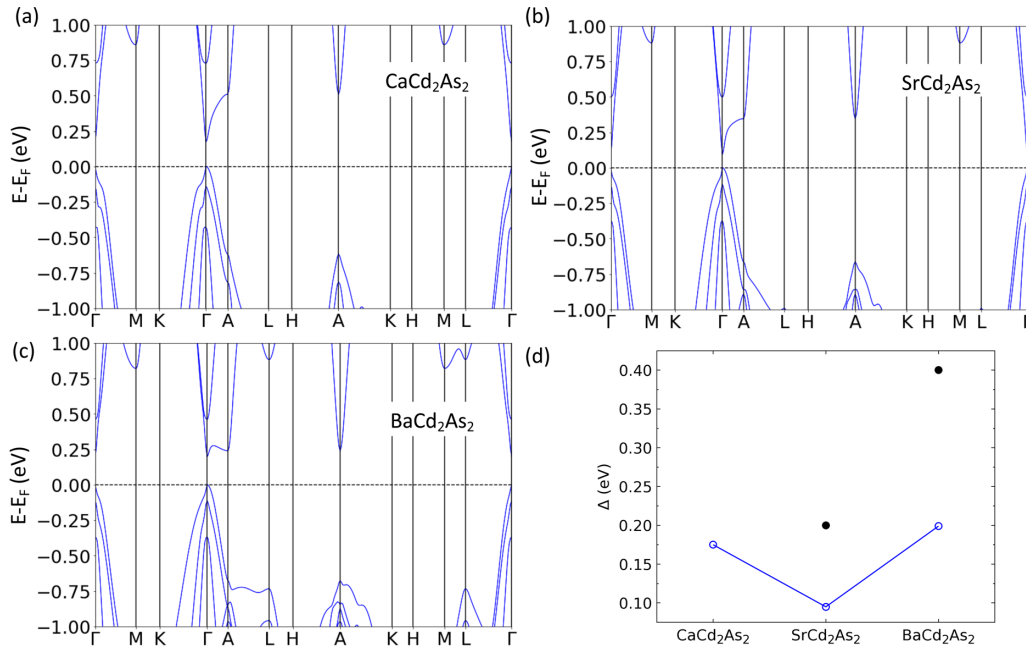 (a)
1.00
0.75
0.50
0.25
0.00
−0.25
−0.50
−0.75
−1.00
E-E_F (eV)
CaCd₂As₂
Γ M K Γ A L H A K H M L Γ
(b)
1.00
0.75
0.50
0.25
0.00
−0.25
−0.50
−0.75
−1.00
E-E_F (eV)
SrCd₂As₂
Γ M K Γ A L H A K H M L Γ
(c)
1.00
0.75
0.50
0.25
0.00
−0.25
−0.50
−0.75
−1.00
E-E_F (eV)
BaCd₂As₂
Γ M K Γ A L H A K H M L Γ
(d)
0.40
0.35
0.30
0.25
0.20
0.15
0.10
Δ (eV)
CaCd₂As₂ SrCd₂As₂ BaCd₂As₂